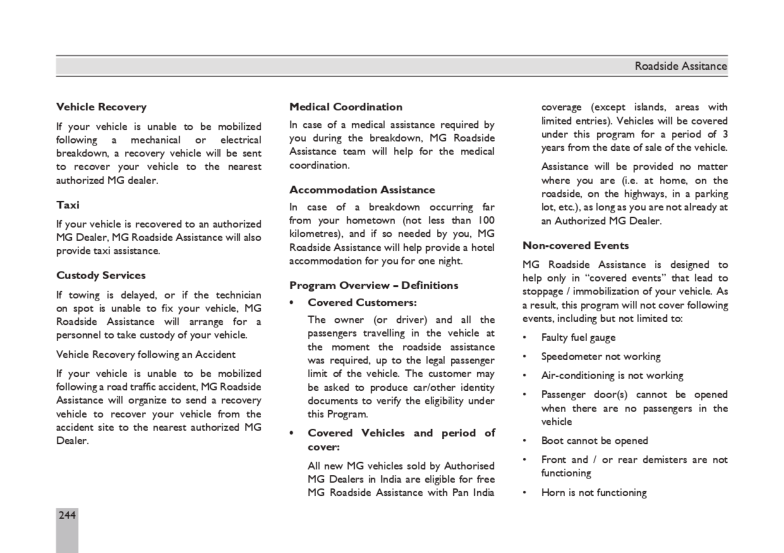 Roadside Assitance
Vehicle Recovery
If your vehicle is unable to be mobilized
following a mechanical or electrical
breakdown, a recovery vehicle will be sent
to recover your vehicle to the nearest
authorized MG dealer.
Taxi
If your vehicle is recovered to an authorized
MG Dealer, MG Roadside Assistance will also
provide taxi assistance.
Custody Services
If towing is delayed, or if the technician
on spot is unable to fix your vehicle, MG
Roadside Assistance will arrange for a
personnel to take custody of your vehicle.
Vehicle Recovery following an Accident
If your vehicle is unable to be mobilized
following a road traffic accident, MG Roadside
Assistance will organize to send a recovery
vehicle to recover your vehicle from the
accident site to the nearest authorized MG
Dealer.
Medical Coordination
In case of a medical assistance required by
you during the breakdown, MG Roadside
Assistance team will help for the medical
coordination.
Accommodation Assistance
In case of a breakdown occurring far
from your hometown (not less than 100
kilometres), and if so needed by you, MG
Roadside Assistance will help provide a hotel
accommodation for you for one night.
Program Overview – Definitions
• Covered Customers:
The owner (or driver) and all the
passengers travelling in the vehicle at
the moment the roadside assistance
was required, up to the legal passenger
limit of the vehicle. The customer may
be asked to produce car/other identity
documents to verify the eligibility under
this Program.
• Covered Vehicles and period of
cover:
All new MG vehicles sold by Authorised
MG Dealers in India are eligible for free
MG Roadside Assistance with Pan India
coverage (except islands, areas with
limited entries). Vehicles will be covered
under this program for a period of 3
years from the date of sale of the vehicle.
Assistance will be provided no matter
where you are (i.e. at home, on the
roadside, on the highways, in a parking
lot, etc.), as long as you are not already at
an Authorized MG Dealer.
Non-covered Events
MG Roadside Assistance is designed to
help only in “covered events” that lead to
stoppage / immobilization of your vehicle. As
a result, this program will not cover following
events, including but not limited to:
• Faulty fuel gauge
• Speedometer not working
• Air-conditioning is not working
• Passenger door(s) cannot be opened
when there are no passengers in the
vehicle
• Boot cannot be opened
• Front and / or rear demisters are not
functioning
• Horn is not functioning
244